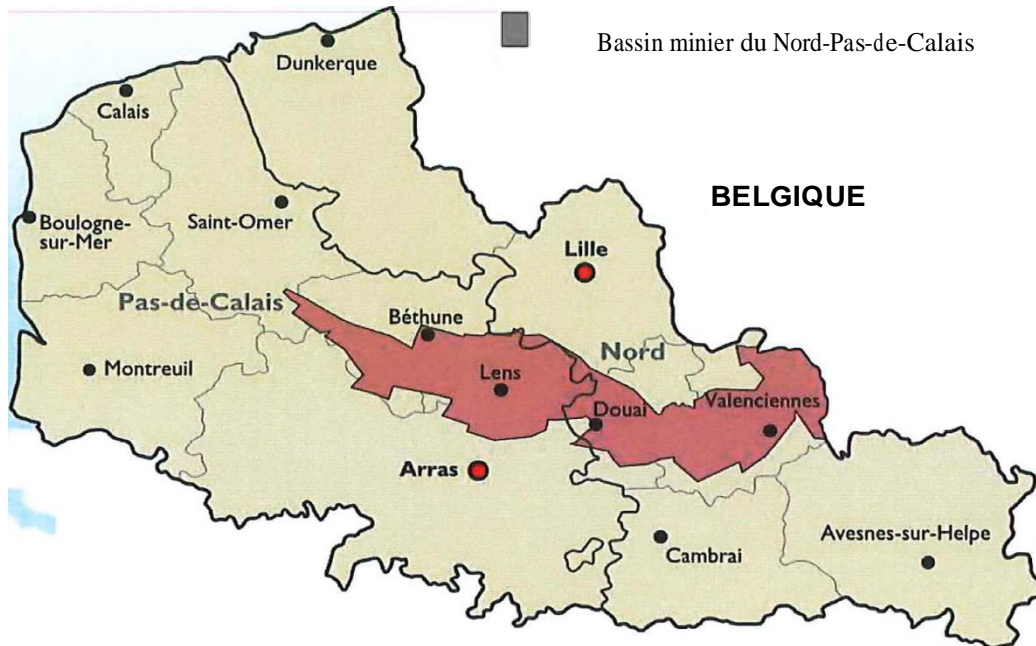 Bassin minier du Nord-Pas-de-Calais
Dunkerque
Calais
BELGIQUE
Boulogne-
sur-Mer
Saint-Omer
Lille
Pas-de-Calais
Béthune
Nord
Montreuil
Lens
Douai
Valenciennes
Arras
Cambrai
Avesnes-sur-Helpe